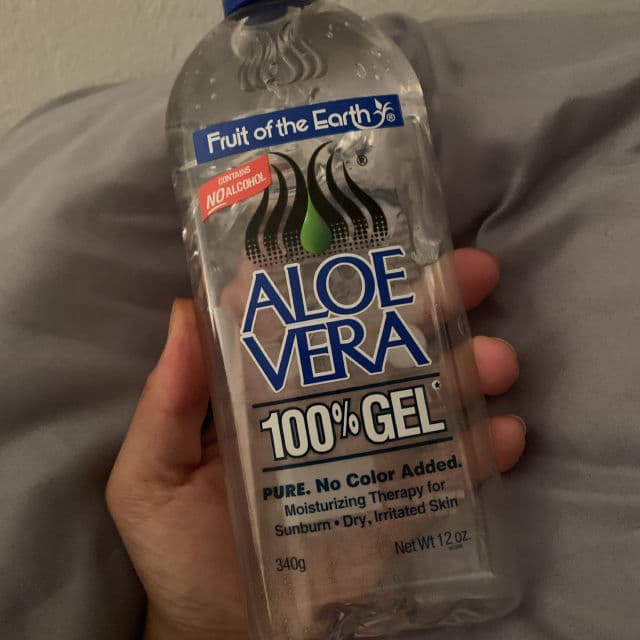 Fruit of the Earth®
CONTAINS
NO ALCOHOL
®
ALOE
VERA
100% GEL*
PURE. No Color Added.
Moisturizing Therapy for
Sunburn • Dry, Irritated Skin
Net Wt 12 oz.
340g